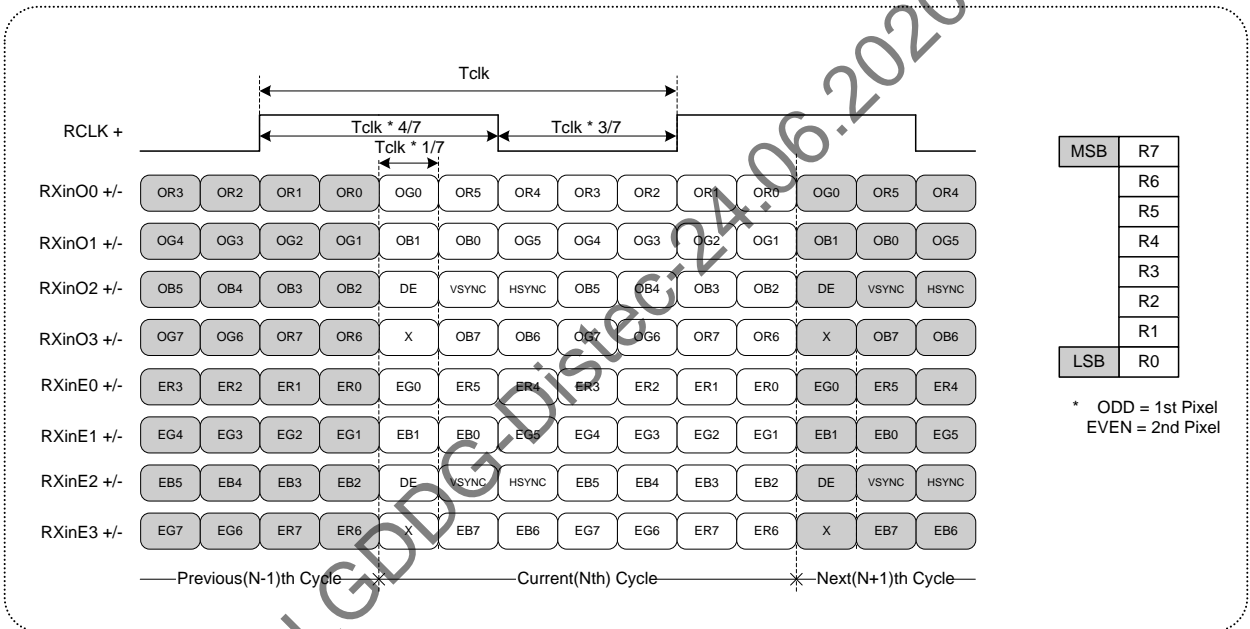 Tclk
RCLK +
Tclk * 4/7
Tclk * 3/7
Tclk * 1/7
RXinO0 +/- OR3 OR2 OR1 OR0 OG0 OR5 OR4 OR3 OR2 OR1 OR0 OG0 OR5 OR4
RXinO1 +/- OG4 OG3 OG2 OG1 OB1 OB0 OG5 OG4 OG3 OG2 OG1 OB1 OB0 OG5
RXinO2 +/- OB5 OB4 OB3 OB2 DE VSYNC HSYNC OB5 OB4 OB3 OB2 DE VSYNC HSYNC
RXinO3 +/- OG7 OG6 OR7 OR6 X OB7 OB6 OG7 OG6 OR7 OR6 X OB7 OB6
RXinE0 +/- ER3 ER2 ER1 ER0 EG0 ER5 ER4 ER3 ER2 ER1 ER0 EG0 ER5 ER4
RXinE1 +/- EG4 EG3 EG2 EG1 EB1 EB0 EG5 EG4 EG3 EG2 EG1 EB1 EB0 EG5
RXinE2 +/- EB5 EB4 EB3 EB2 DE VSYNC HSYNC EB5 EB4 EB3 EB2 DE VSYNC HSYNC
RXinE3 +/- EG7 EG6 ER7 ER6 X EB7 EB6 EG7 EG6 ER7 ER6 X EB7 EB6
Previous(N-1)th Cycle Current(Nth) Cycle Next(N+1)th Cycle
MSB R7
R6
R5
R4
R3
R2
R1
LSB R0
* ODD = 1st Pixel
EVEN = 2nd Pixel
GDDG-Distec-24.06.2020